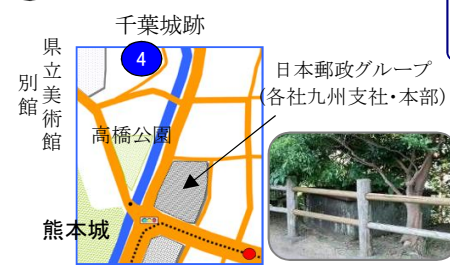 千葉城跡
4
県立美術館
別館
日本郵政グループ
(各社九州支社・本部)
高橋公園
熊本城